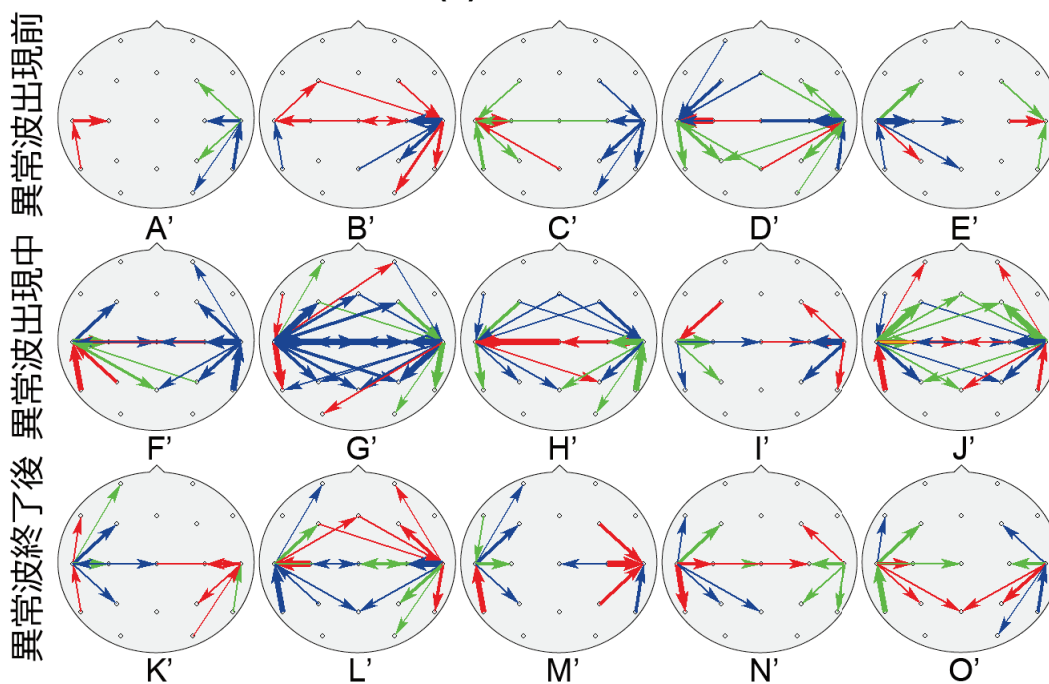 異常波出現前
A’ B’ C’ D’ E’
異常波出現中
F’ G’ H’ I’ J’
異常波終了後
K’ L’ M’ N’ O’